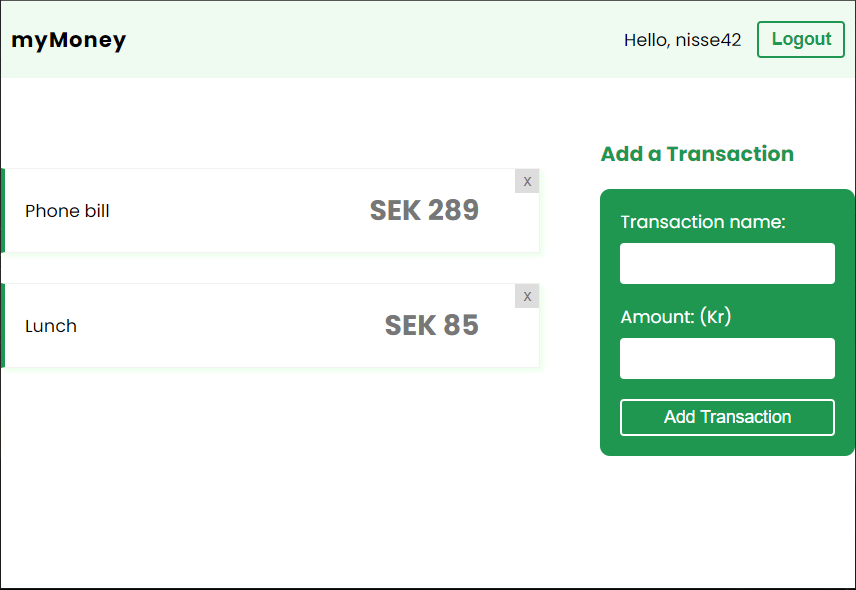 myMoney
Hello, nisse42
Logout
Phone bill
SEK 289
x
Lunch
SEK 85
x
Add a Transaction
Transaction name:
Amount: (Kr)
Add Transaction